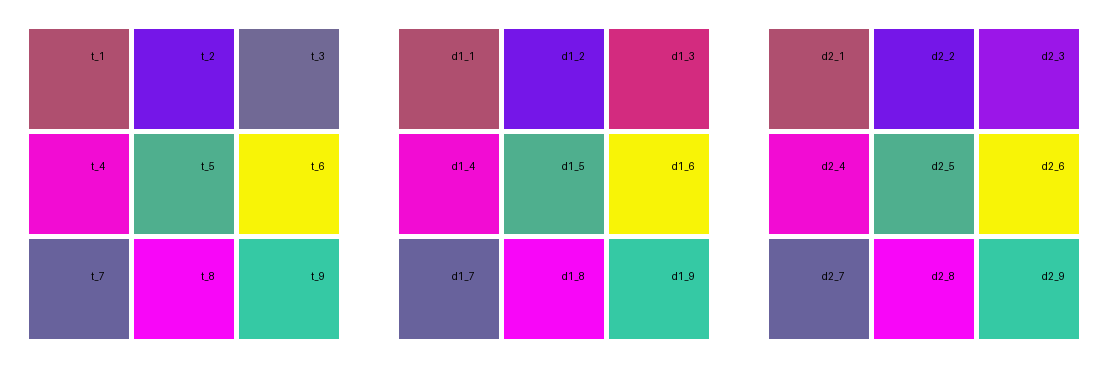 t_1 t_2 t_3 d1_1 d1_2 d1_3 d2_1 d2_2 d2_3
t_4 t_5 t_6 d1_4 d1_5 d1_6 d2_4 d2_5 d2_6
t_7 t_8 t_9 d1_7 d1_8 d1_9 d2_7 d2_8 d2_9